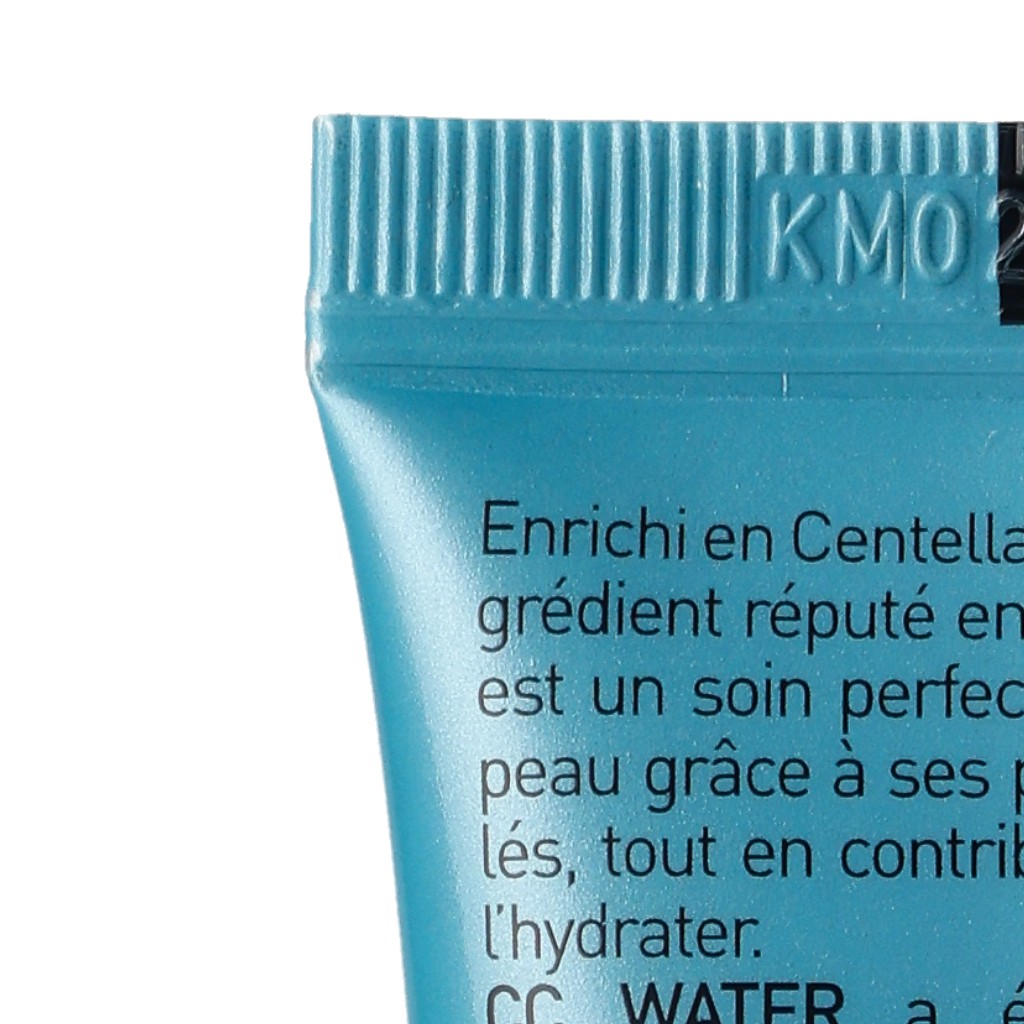 KM02
Enrichi en Centella
grédient réputé en
est un soin perfec
peau grâce à ses p
lés, tout en contrib
l'hydrater.
CC WATER a é